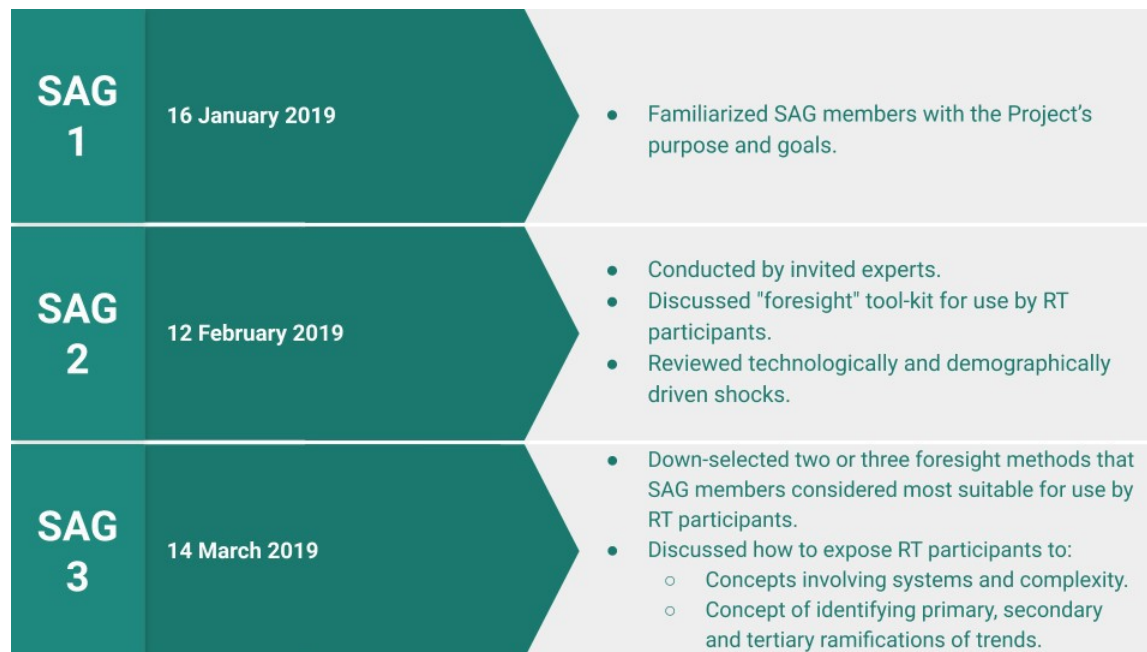 SAG
1
16 January 2019
● Familiarized SAG members with the Project’s
purpose and goals.
SAG
2
12 February 2019
● Conducted by invited experts.
● Discussed "foresight" tool-kit for use by RT
participants.
● Reviewed technologically and demographically
driven shocks.
SAG
3
14 March 2019
● Down-selected two or three foresight methods that
SAG members considered most suitable for use by
RT participants.
● Discussed how to expose RT participants to:
○ Concepts involving systems and complexity.
○ Concept of identifying primary, secondary
and tertiary ramifications of trends.